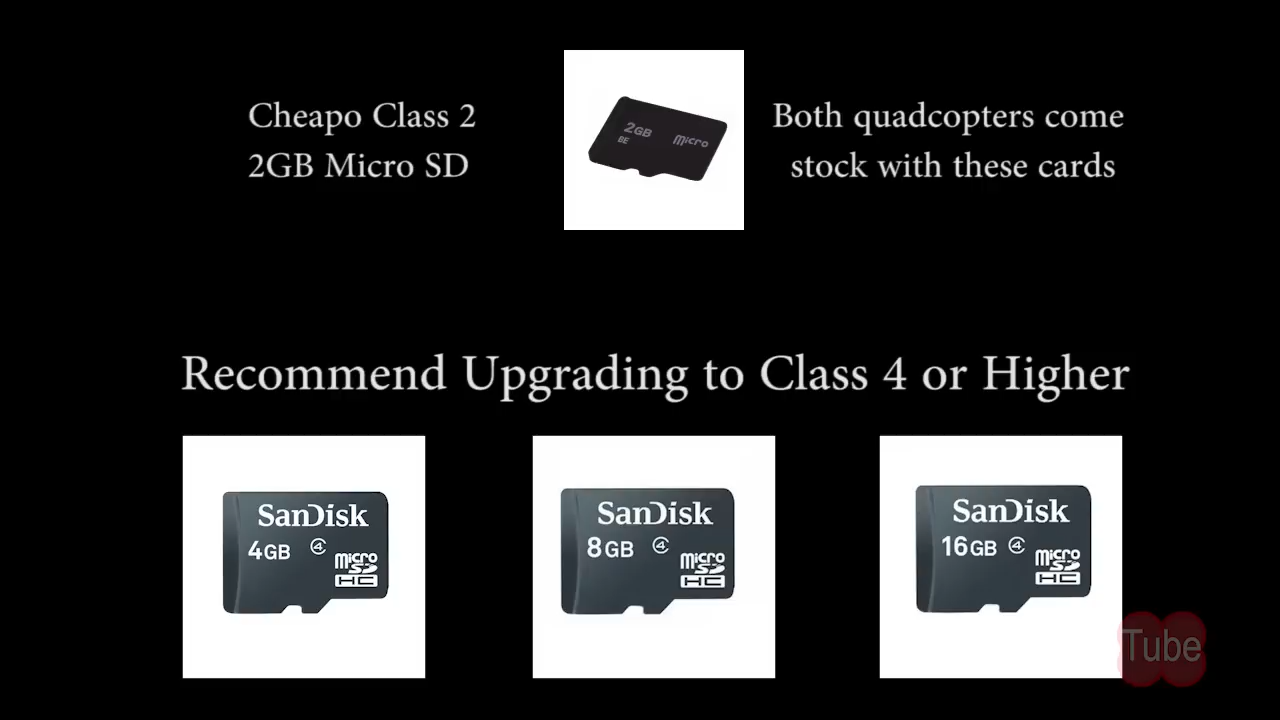 Cheapo Class 2
2GB Micro SD
2GB
BE
Micro
Both quadcopters come
stock with these cards
Recommend Upgrading to Class 4 or Higher
SanDisk
4GB 4
Micro
SD
HC
SanDisk
8GB 4
Micro
SD
HC
SanDisk
16GB 4
Micro
SD
HC
Tube